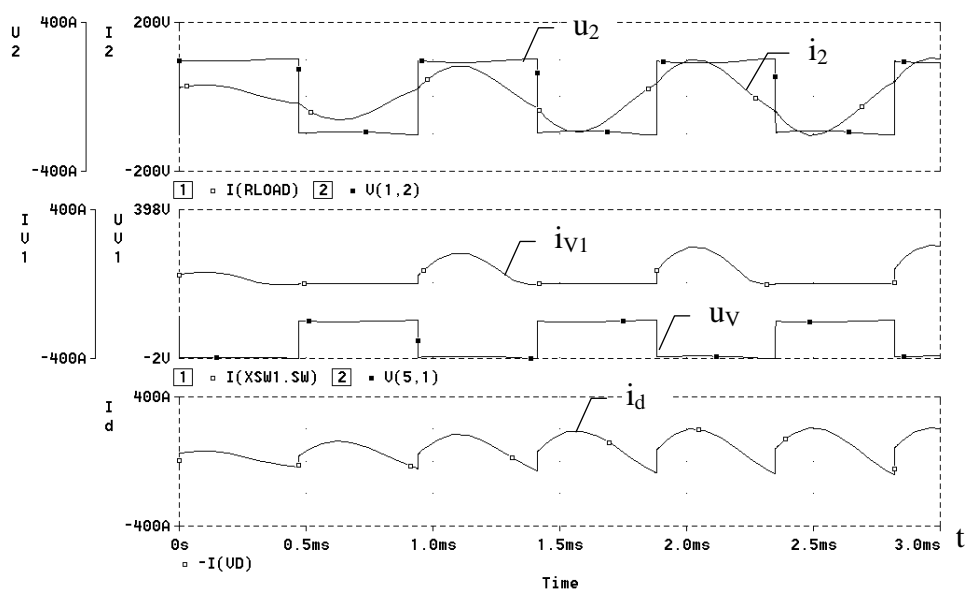 U 2
400A
-400A
I 2
200V
-200V
u2
i2
1 I(RLOAD) 2 V(1,2)
I V1
400A
-400A
U V1
398V
-2V
iV1
uV
1 I(XSW1.SW) 2 V(5,1)
I d
400A
-400A
id
0s 0.5ms 1.0ms 1.5ms 2.0ms 2.5ms 3.0ms t
-I(VD)
Time